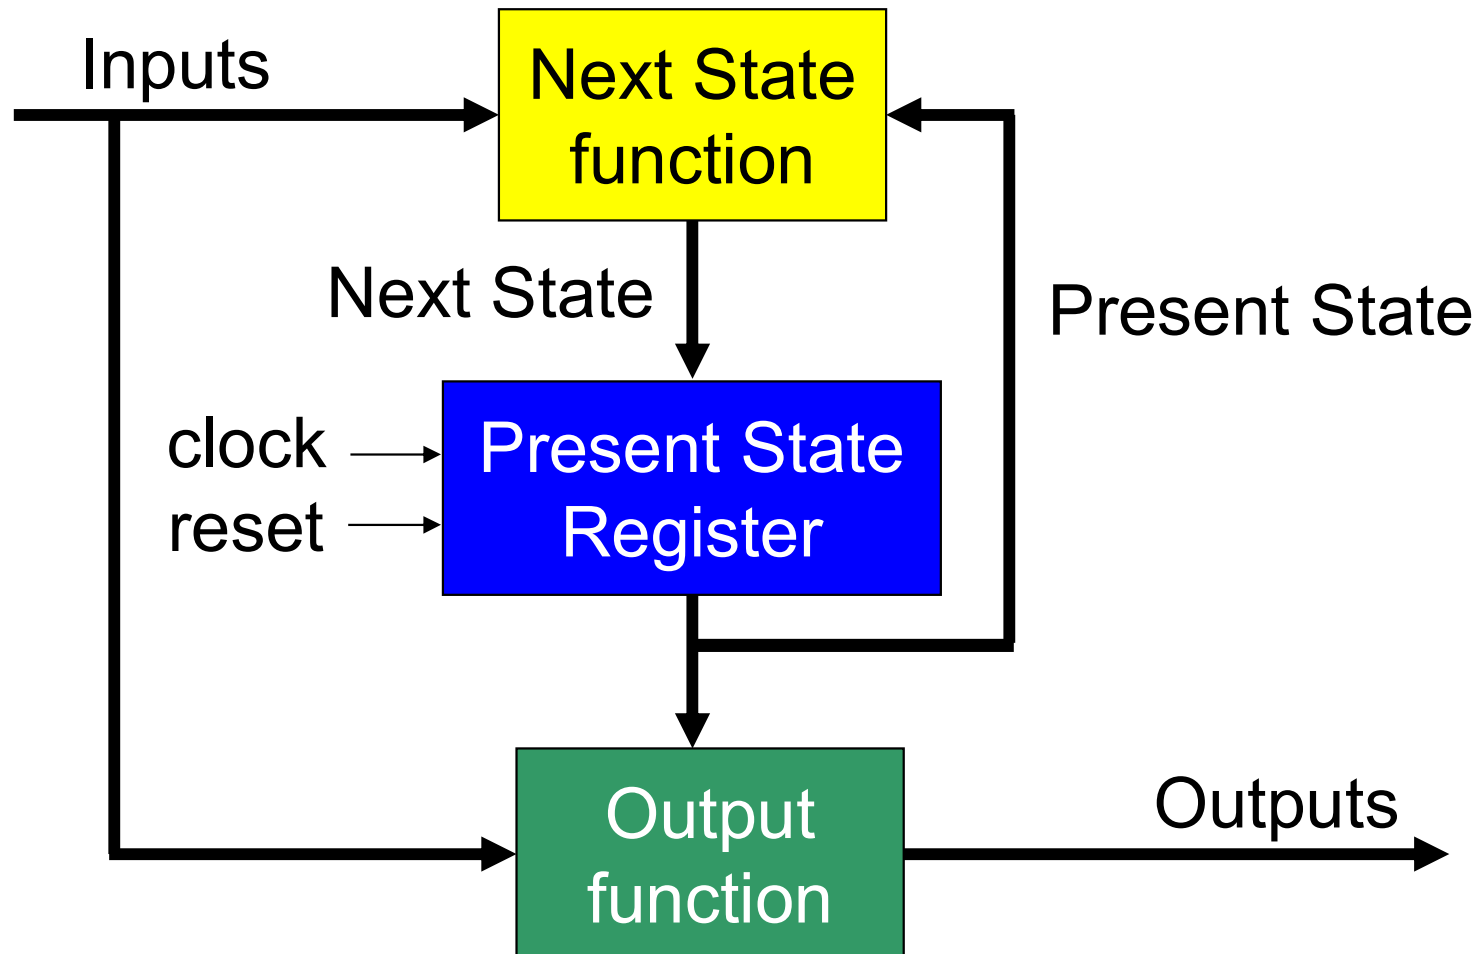 Inputs
Next State
function
Next State
Present State
clock
reset
Present State
Register
Output
function
Outputs